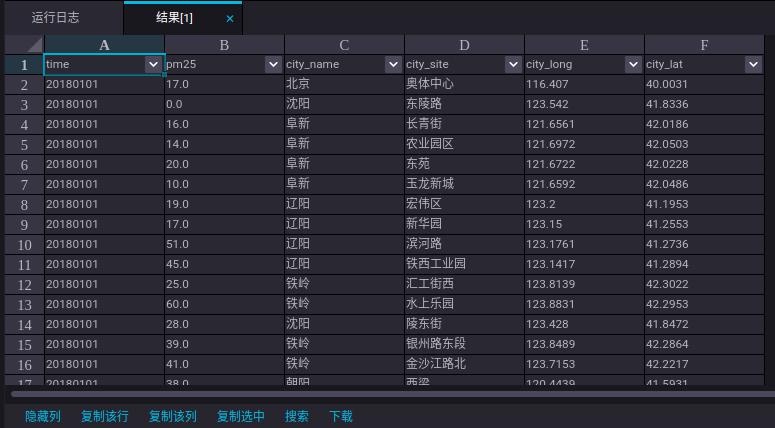 运行日志 结果[1] ×
A B C D E F
1 time pm25 city_name city_site city_long city_lat
2 20180101 17.0 北京 奥体中心 116.407 40.0031
3 20180101 0.0 沈阳 东陵路 123.542 41.8336
4 20180101 16.0 阜新 长青街 121.6561 42.0186
5 20180101 14.0 阜新 农业园区 121.6972 42.0503
6 20180101 20.0 阜新 东苑 121.6722 42.0228
7 20180101 10.0 阜新 玉龙新城 121.6592 42.0486
8 20180101 19.0 辽阳 宏伟区 123.2 41.1953
9 20180101 17.0 辽阳 新华园 123.15 41.2553
10 20180101 51.0 辽阳 滨河路 123.1761 41.2736
11 20180101 45.0 辽阳 铁西工业园 123.1417 41.2894
12 20180101 25.0 铁岭 汇工街西 123.8139 42.3022
13 20180101 60.0 铁岭 水上乐园 123.8831 42.2953
14 20180101 28.0 沈阳 陵东街 123.428 41.8472
15 20180101 39.0 铁岭 银州路东段 123.8489 42.2864
16 20180101 41.0 铁岭 金沙江路北 123.7153 42.2217
17 20180101 38.0 朝阳 西梁 120.4439 41.5931
隐藏列 复制该行 复制该列 复制选中 搜索 下载